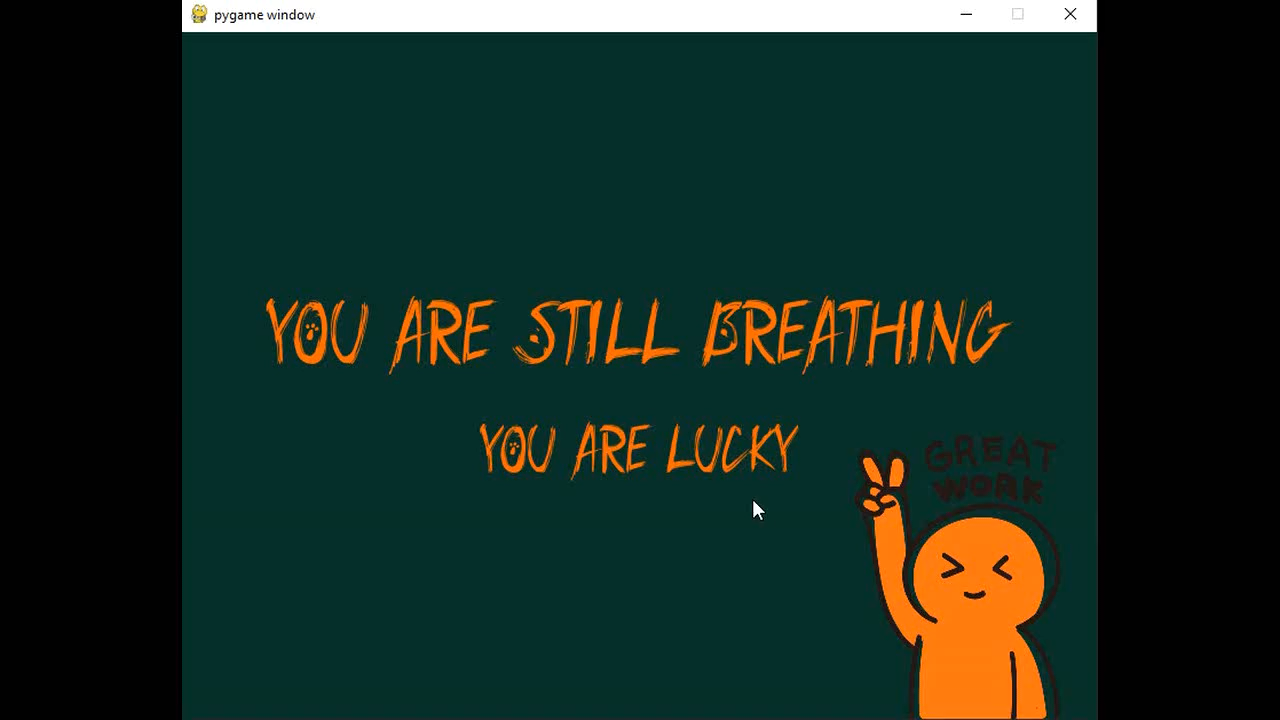 pygame window
YOU ARE STILL BREATHING
YOU ARE LUCKY
GREAT
WORK